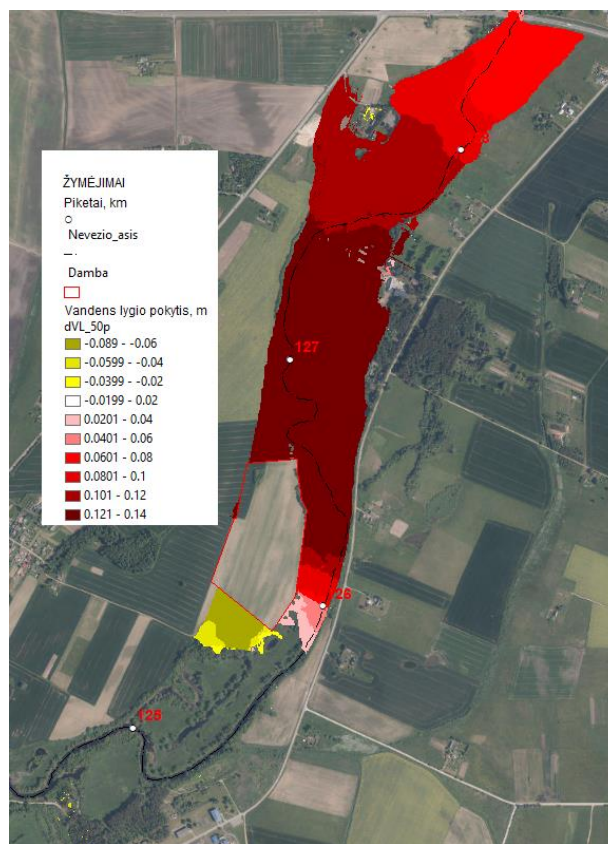 ŽYMĖJIMAI
Piketai, km
Nevezio_asis
Damba
Vandens lygio pokytis, m
dVL_50p
-0.089 - -0.06
-0.0599 - -0.04
-0.0399 - -0.02
-0.0199 - 0.02
0.0201 - 0.04
0.0401 - 0.06
0.0601 - 0.08
0.0801 - 0.1
0.101 - 0.12
0.121 - 0.14
127
26
125